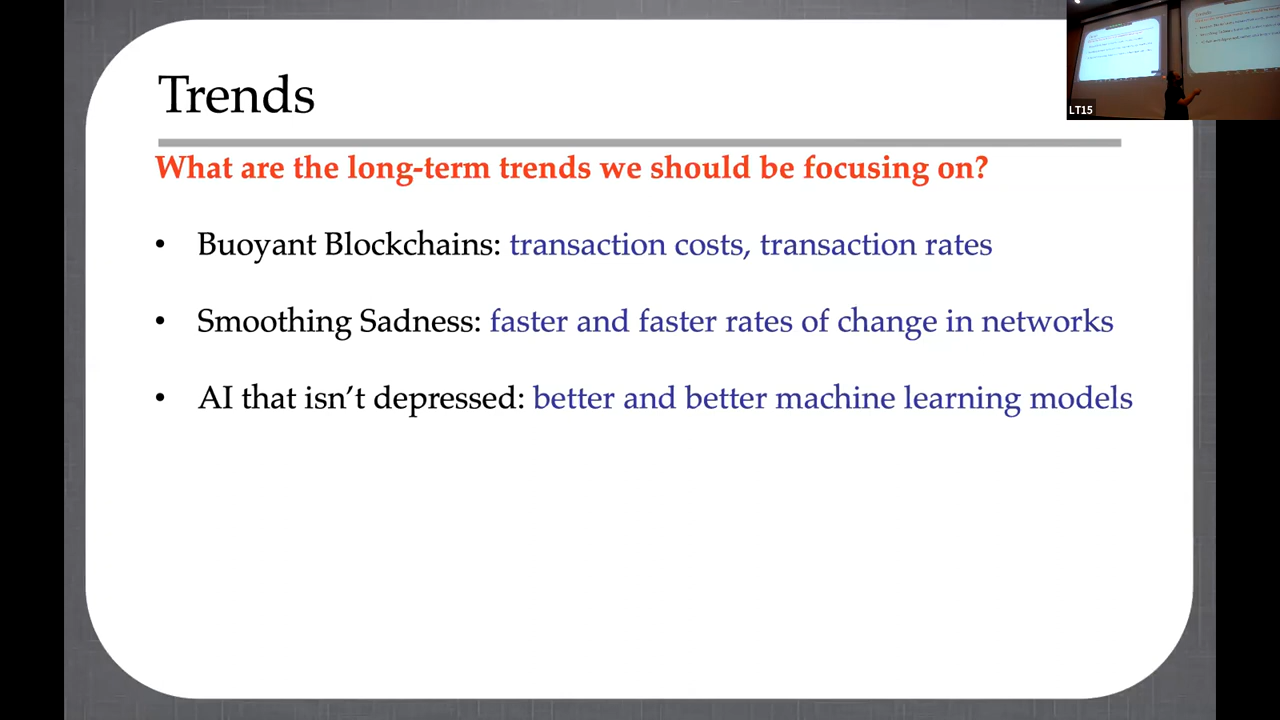 Trends
What are the long-term trends we should be focusing on?
• Buoyant Blockchains: transaction costs, transaction rates
• Smoothing Sadness: faster and faster rates of change in networks
• AI that isn’t depressed: better and better machine learning models
LT15